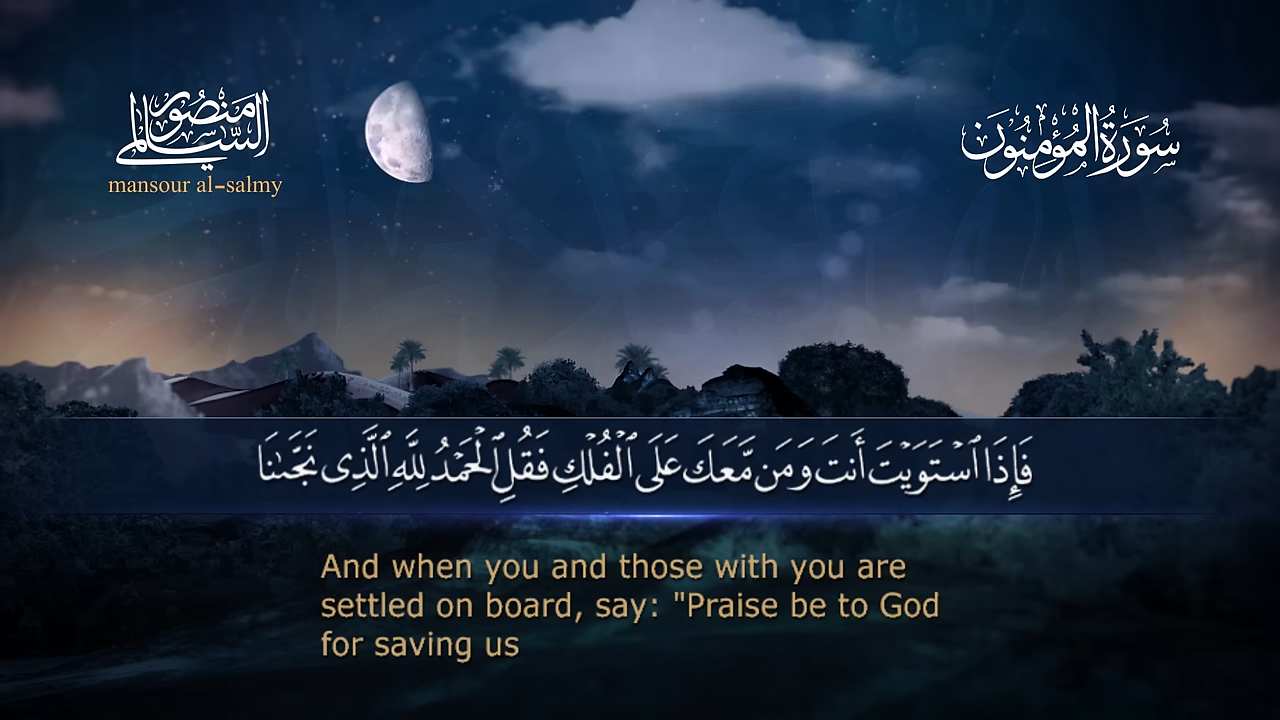 منصور السالمي
mansour al-salmy
سُورَةُ المُؤْمِنُونَ
فَإِذَا ٱسْتَوَيْتَ أَنتَ وَمَن مَّعَكَ عَلَى ٱلْفُلْكِ فَقُلِ ٱلْحَمْدُ لِلَّهِ ٱلَّذِى نَجَّىٰنَا
And when you and those with you are
settled on board, say: "Praise be to God
for saving us